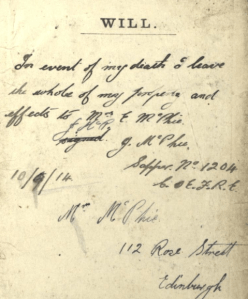 WILL.
In event of my death I leave
the whole of my propery and
effects to Mrs E McPhie.
J. McPhie,
Sapper. No 1204
C. o E. F. R. E
10/9/14
Mrs McPhie
112 Rose Street
Edinburgh